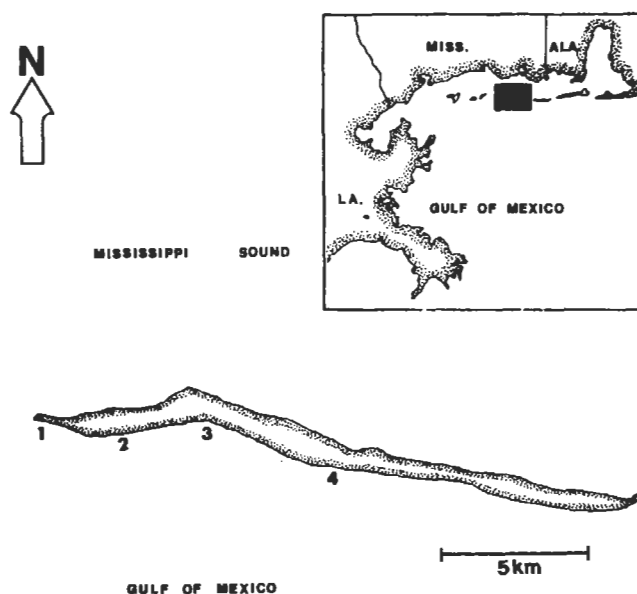 N
MISS.
ALA
LA.
GULF OF MEXICO
MISSISSIPPI SOUND
1
2
3
4
5km
GULF OF MEXICO